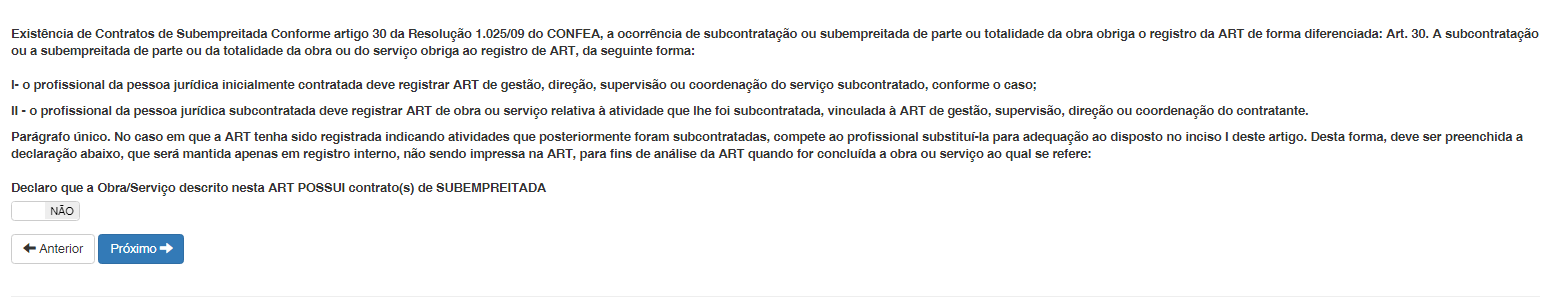 Existência de Contratos de Subempreitada Conforme artigo 30 da Resolução 1.025/09 do CONFEA, a ocorrência de subcontratação ou subempreitada de parte ou totalidade da obra obriga o registro da ART de forma diferenciada: Art. 30. A subcontratação
ou a subempreitada de parte ou da totalidade da obra ou do serviço obriga ao registro de ART, da seguinte forma:
I- o profissional da pessoa jurídica inicialmente contratada deve registrar ART de gestão, direção, supervisão ou coordenação do serviço subcontratado, conforme o caso;
II - o profissional da pessoa jurídica subcontratada deve registrar ART de obra ou serviço relativa à atividade que lhe foi subcontratada, vinculada à ART de gestão, supervisão, direção ou coordenação do contratante.
Parágrafo único. No caso em que a ART tenha sido registrada indicando atividades que posteriormente foram subcontratadas, compete ao profissional substituí-la para adequação ao disposto no inciso I deste artigo. Desta forma, deve ser preenchida a
declaração abaixo, que será mantida apenas em registro interno, não sendo impressa na ART, para fins de análise da ART quando for concluída a obra ou serviço ao qual se refere:
Declaro que a Obra/Serviço descrito nesta ART POSSUI contrato(s) de SUBEMPREITADA
NÃO
Anterior Próximo